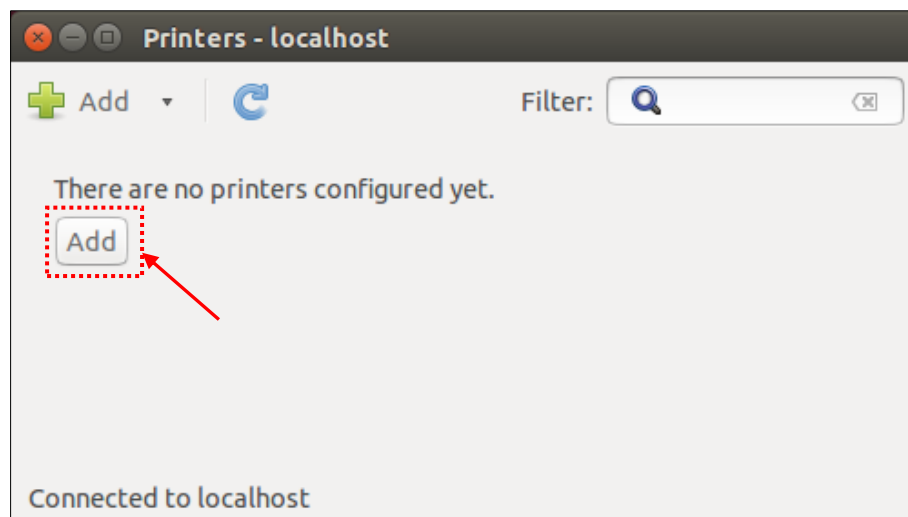 Printers - localhost
Add Filter:
There are no printers configured yet.
Add
Connected to localhost